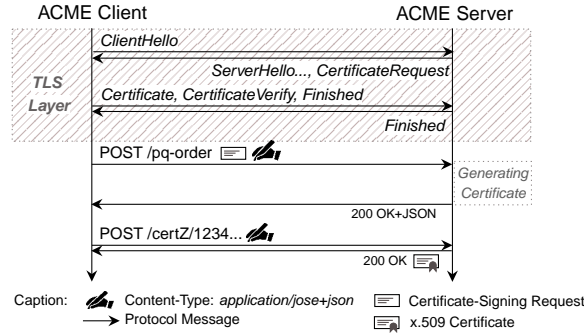 ACME Client ACME Server
ClientHello
ServerHello..., CertificateRequest
TLS
Layer
Certificate, CertificateVerify, Finished
Finished
POST /pq-order
Generating
Certificate
200 OK+JSON
POST /certZ/1234...
200 OK
Caption: Content-Type: application/jose+json Certificate-Signing Request
Protocol Message x.509 Certificate